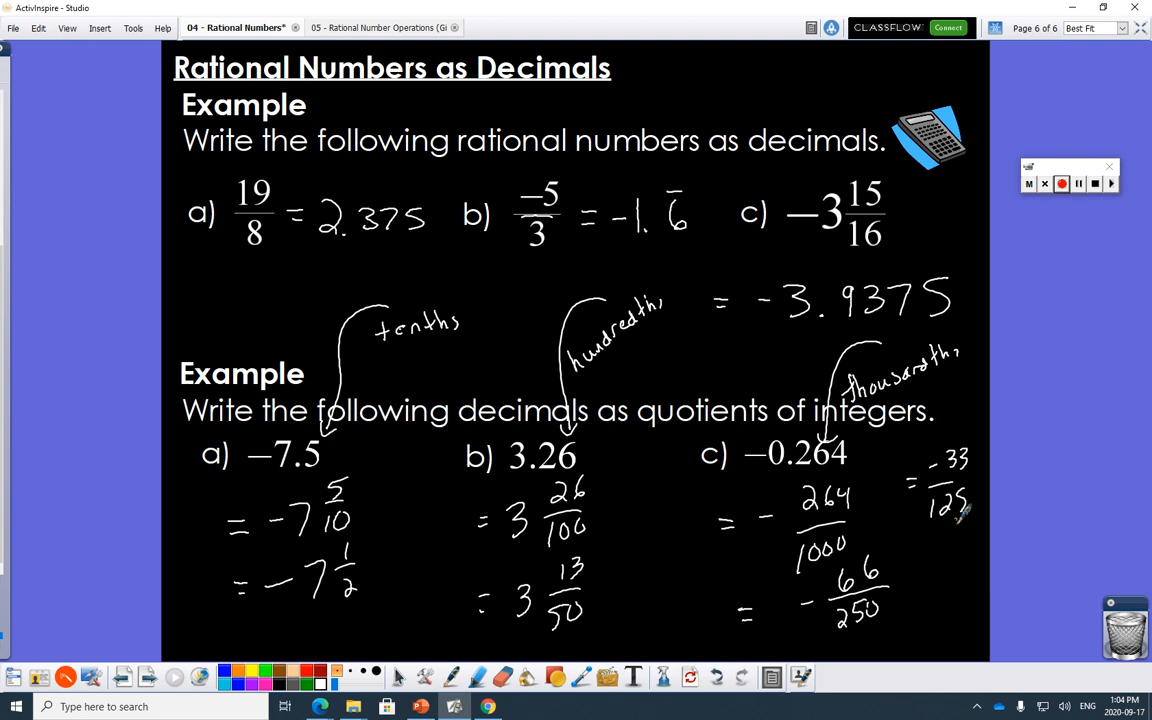 ActivInspire - Studio
File Edit View Insert Tools Help
04 - Rational Numbers*
05 - Rational Number Operations (Gi
CLASSFLOW Connect
Page 6 of 6
Best Fit
Rational Numbers as Decimals
Example
Write the following rational numbers as decimals.
a) 19/8 = 2.375 b) -5/3 = -1.6̅ c) -3 15/16
= -3.9375
tenths
hundredths
thousandths
Example
Write the following decimals as quotients of integers.
a) -7.5 b) 3.26 c) -0.264
= -7 5/10 = 3 26/100 = - 264/1000 = -33/125
= -7 1/2 = 3 13/50 = - 66/250
M
T
Type here to search
ENG
1:04 PM
2020-09-17